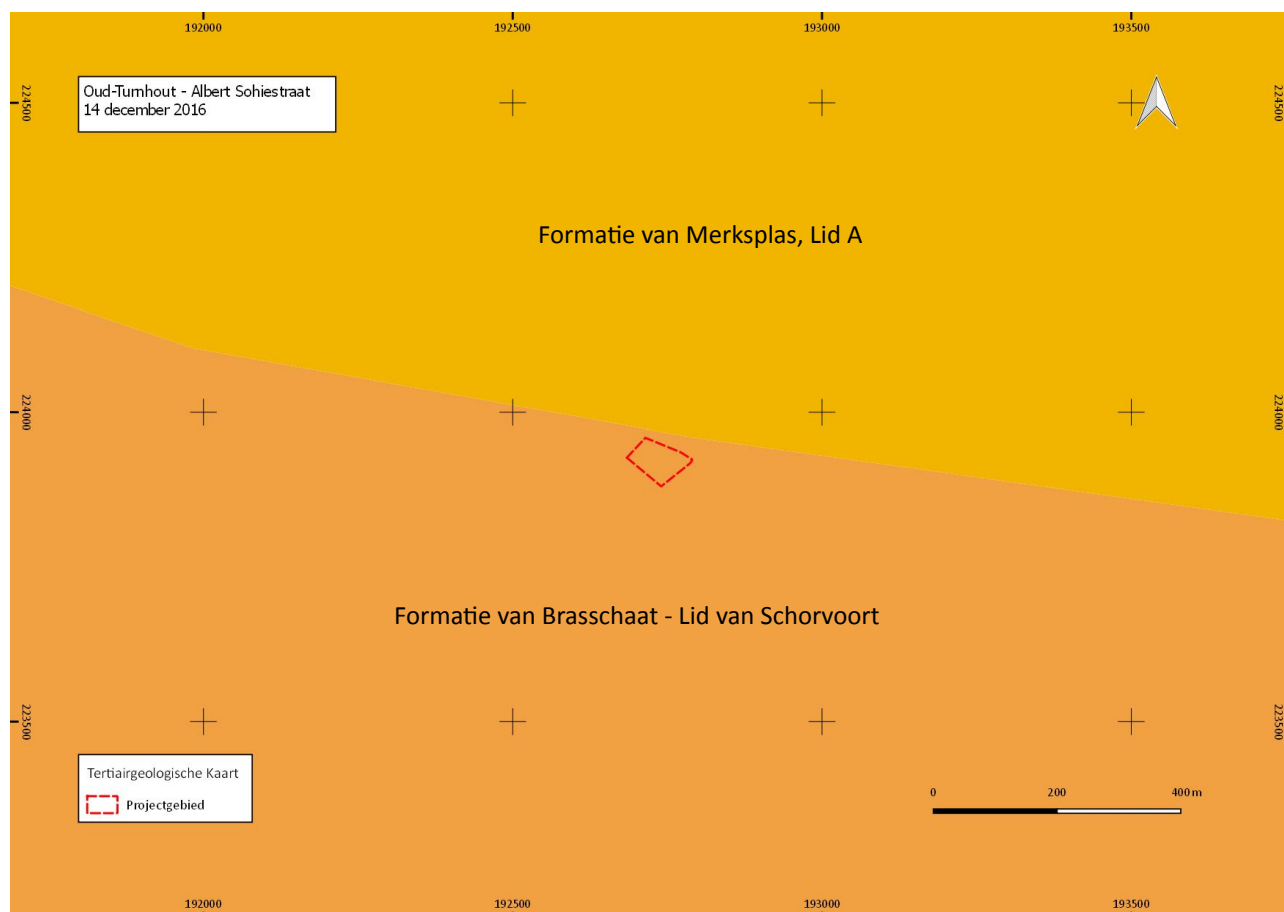 192000 192500 193000 193500
Oud-Turnhout - Albert Sohiestraat
14 december 2016
224500 224500
Formatie van Merksplas, Lid A
224000 224000
Formatie van Brasschaat - Lid van Schorvoort
223500 223500
Tertiairgeologische Kaart
Projectgebied
0 200 400 m
192000 192500 193000 193500